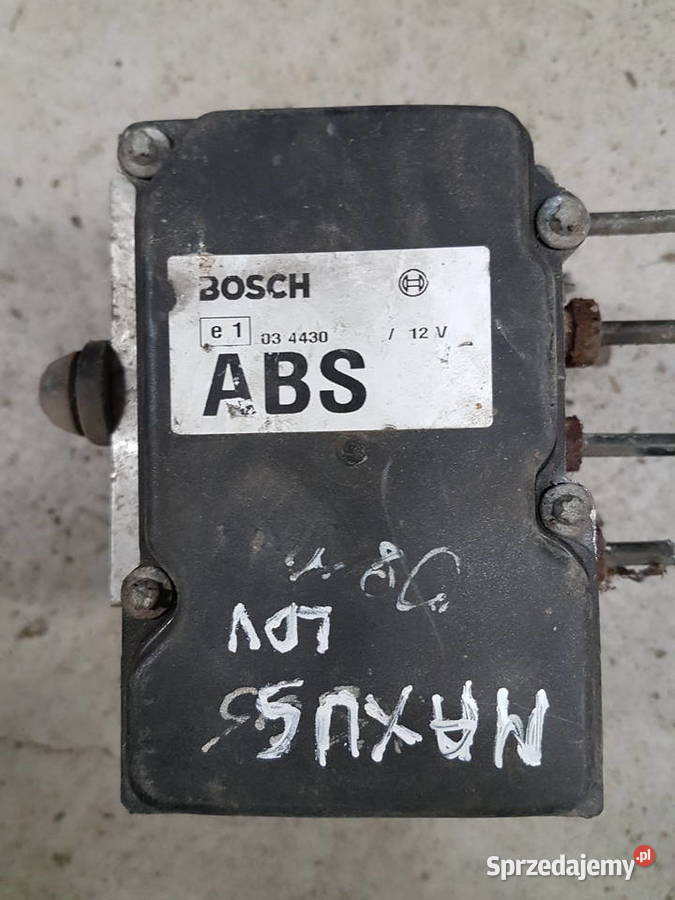 BOSCH
e 1 03 4430 / 12 V
ABS
LDV
MAXUS
Sprzedajemy.pl